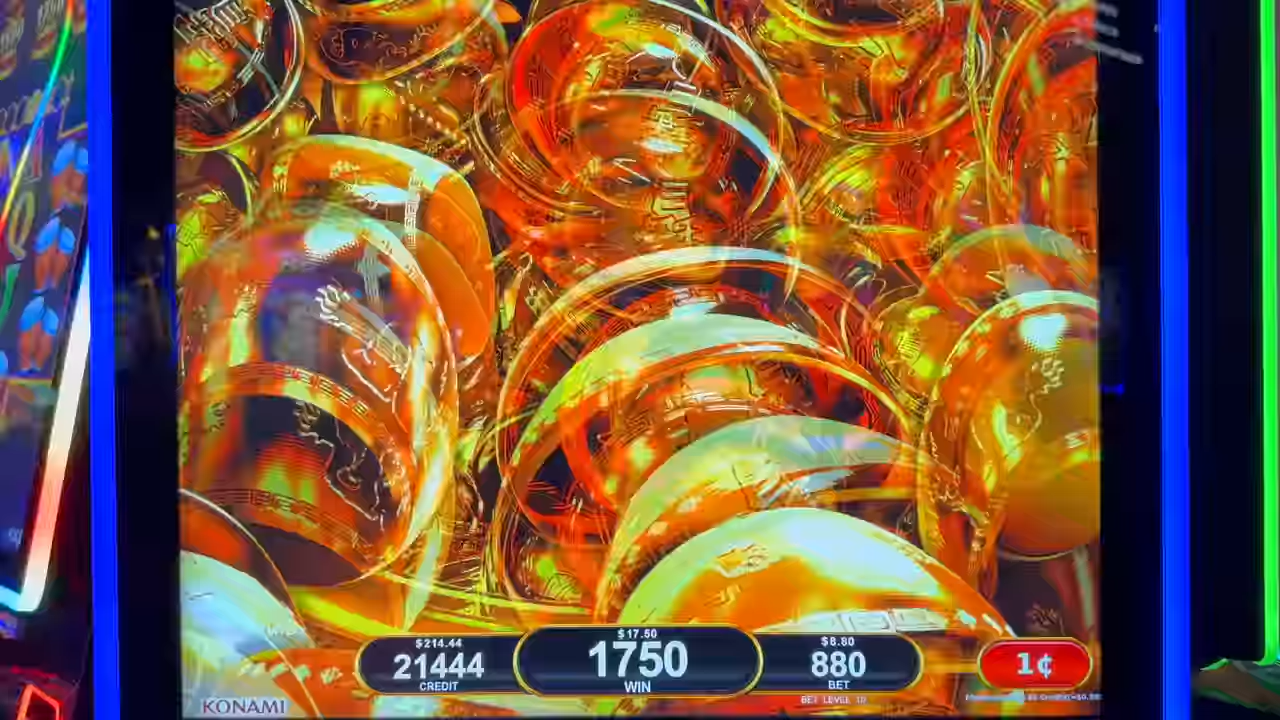 $214.44
21444
CREDIT
$17.50
1750
WIN
$8.80
880
BET
BET LEVEL 10
1¢
KONAMI